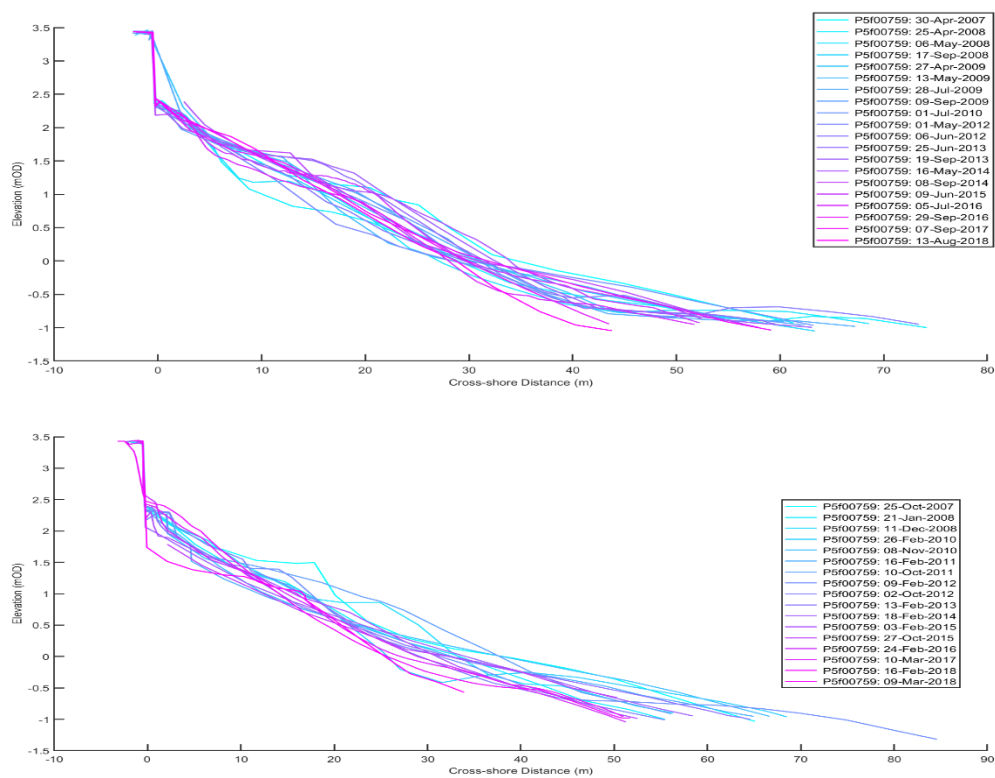 3.5
3
2.5
2
1.5
1
0.5
0
-0.5
-1
-1.5
Elevation (mOD)
-10 0 10 20 30 40 50 60 70 80
Cross-shore Distance (m)
P5f00759: 30-Apr-2007
P5f00759: 25-Apr-2008
P5f00759: 06-May-2008
P5f00759: 17-Sep-2008
P5f00759: 27-Apr-2009
P5f00759: 13-May-2009
P5f00759: 28-Jul-2009
P5f00759: 09-Sep-2009
P5f00759: 01-Jul-2010
P5f00759: 01-May-2012
P5f00759: 06-Jun-2012
P5f00759: 25-Jun-2013
P5f00759: 19-Sep-2013
P5f00759: 16-May-2014
P5f00759: 08-Sep-2014
P5f00759: 09-Jun-2015
P5f00759: 05-Jul-2016
P5f00759: 29-Sep-2016
P5f00759: 07-Sep-2017
P5f00759: 13-Aug-2018
3.5
3
2.5
2
1.5
1
0.5
0
-0.5
-1
-1.5
Elevation (mOD)
-10 0 10 20 30 40 50 60 70 80 90
Cross-shore Distance (m)
P5f00759: 25-Oct-2007
P5f00759: 21-Jan-2008
P5f00759: 11-Dec-2008
P5f00759: 26-Feb-2010
P5f00759: 08-Nov-2010
P5f00759: 16-Feb-2011
P5f00759: 10-Oct-2011
P5f00759: 09-Feb-2012
P5f00759: 02-Oct-2012
P5f00759: 13-Feb-2013
P5f00759: 18-Feb-2014
P5f00759: 03-Feb-2015
P5f00759: 27-Oct-2015
P5f00759: 24-Feb-2016
P5f00759: 10-Mar-2017
P5f00759: 16-Feb-2018
P5f00759: 09-Mar-2018